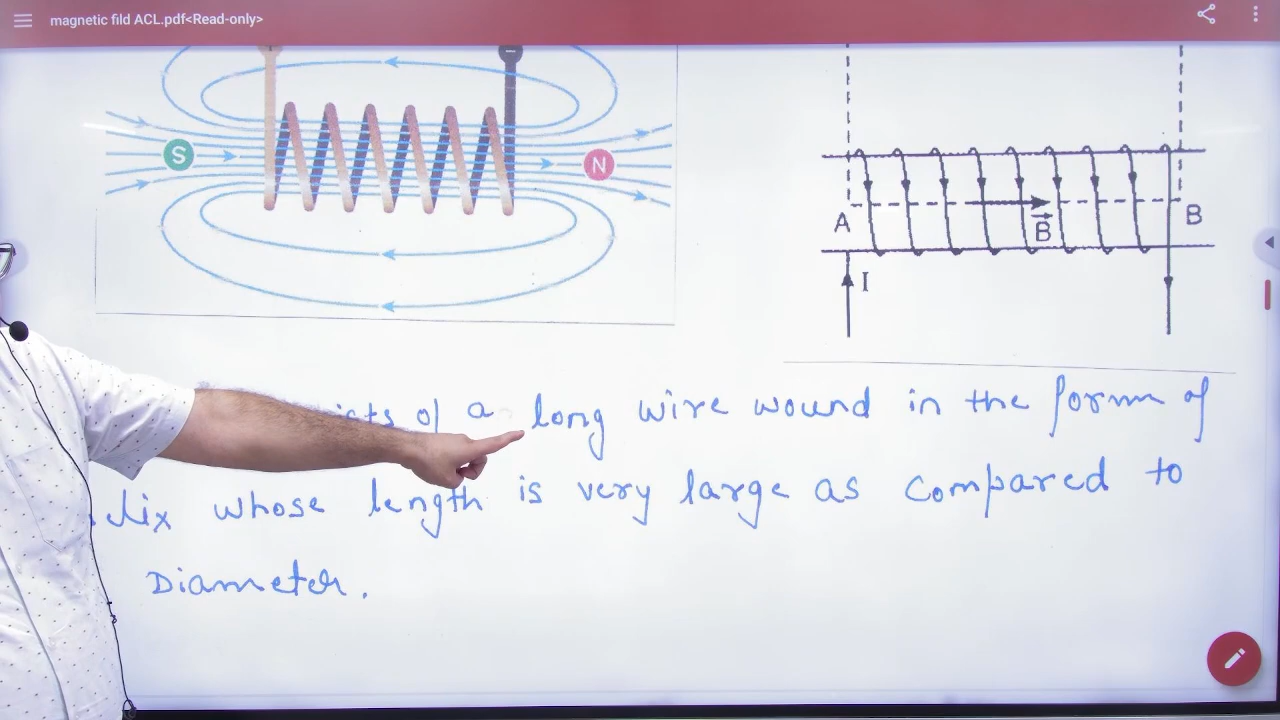 magnetic fild ACL.pdf<Read-only>
S
N
A
B
B
I
of a long wire wound in the form of
whose length is very large as compared to
Diameter.